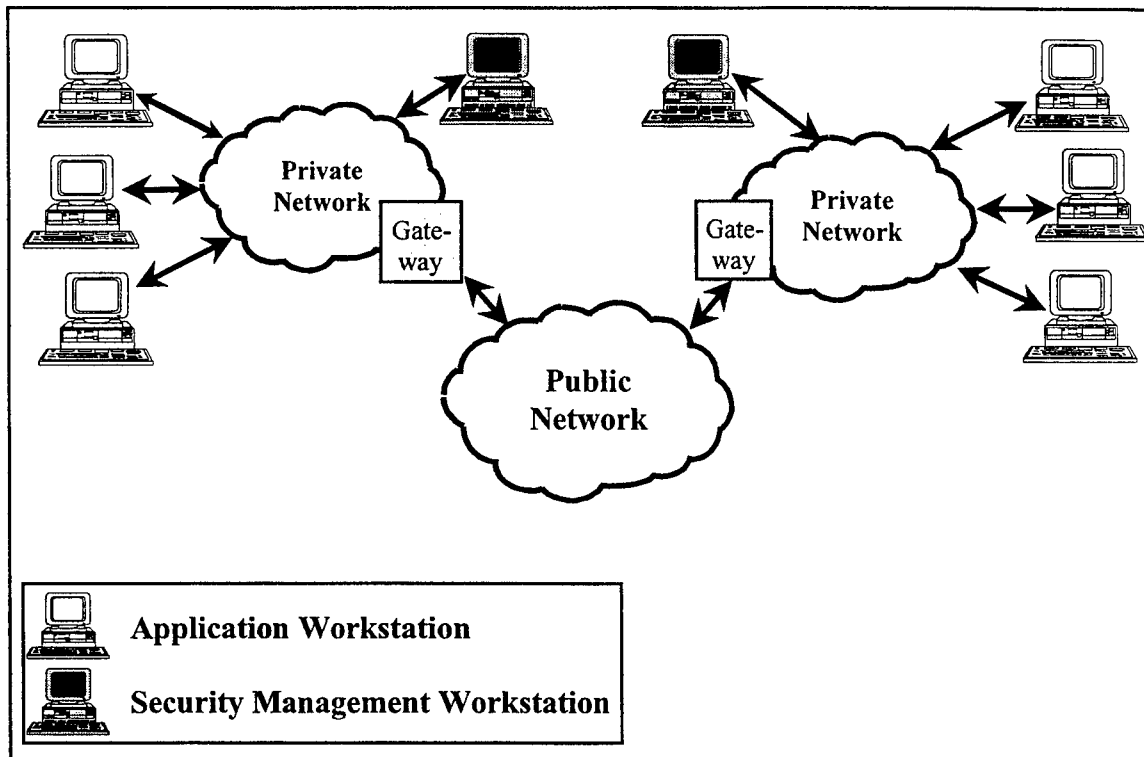 Private
Network
Gate-
way
Private
Network
Gate-
way
Public
Network
Application Workstation
Security Management Workstation